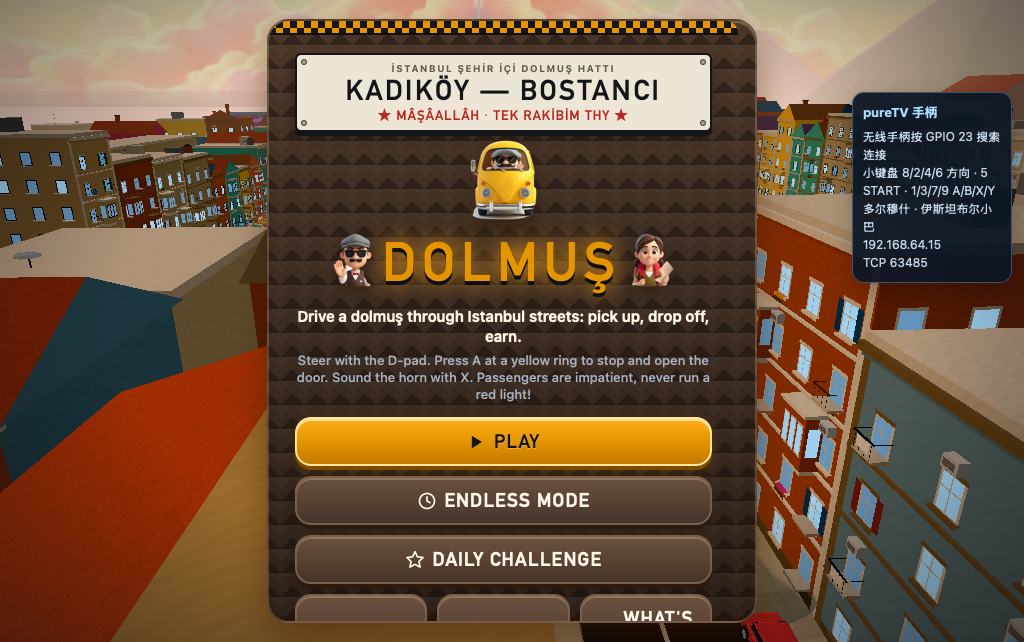 İSTANBUL ŞEHİR İÇİ DOLMUŞ HATTI
KADIKÖY — BOSTANCI
★ MÂŞÂALLÂH · TEK RAKİBİM THY ★
DOLMUŞ
Drive a dolmuş through Istanbul streets: pick up, drop off,
earn.
Steer with the D-pad. Press A at a yellow ring to stop and open the
door. Sound the horn with X. Passengers are impatient, never run a
red light!
PLAY
ENDLESS MODE
DAILY CHALLENGE
WHAT'S
pureTV 手柄
无线手柄按 GPIO 23 搜索
连接
小键盘 8/2/4/6 方向 · 5
START · 1/3/7/9 A/B/X/Y
多尔穆什 · 伊斯坦布尔小
巴
192.168.64.15
TCP 63485